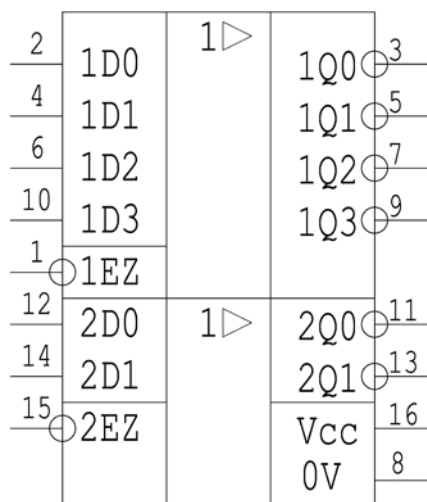 2 1D0 1▷ 1Q0 3
4 1D1 1Q1 5
6 1D2 1Q2 7
10 1D3 1Q3 9
1 1EZ
12 2D0 1▷ 2Q0 11
14 2D1 2Q1 13
15 2EZ Vcc 16
0V 8